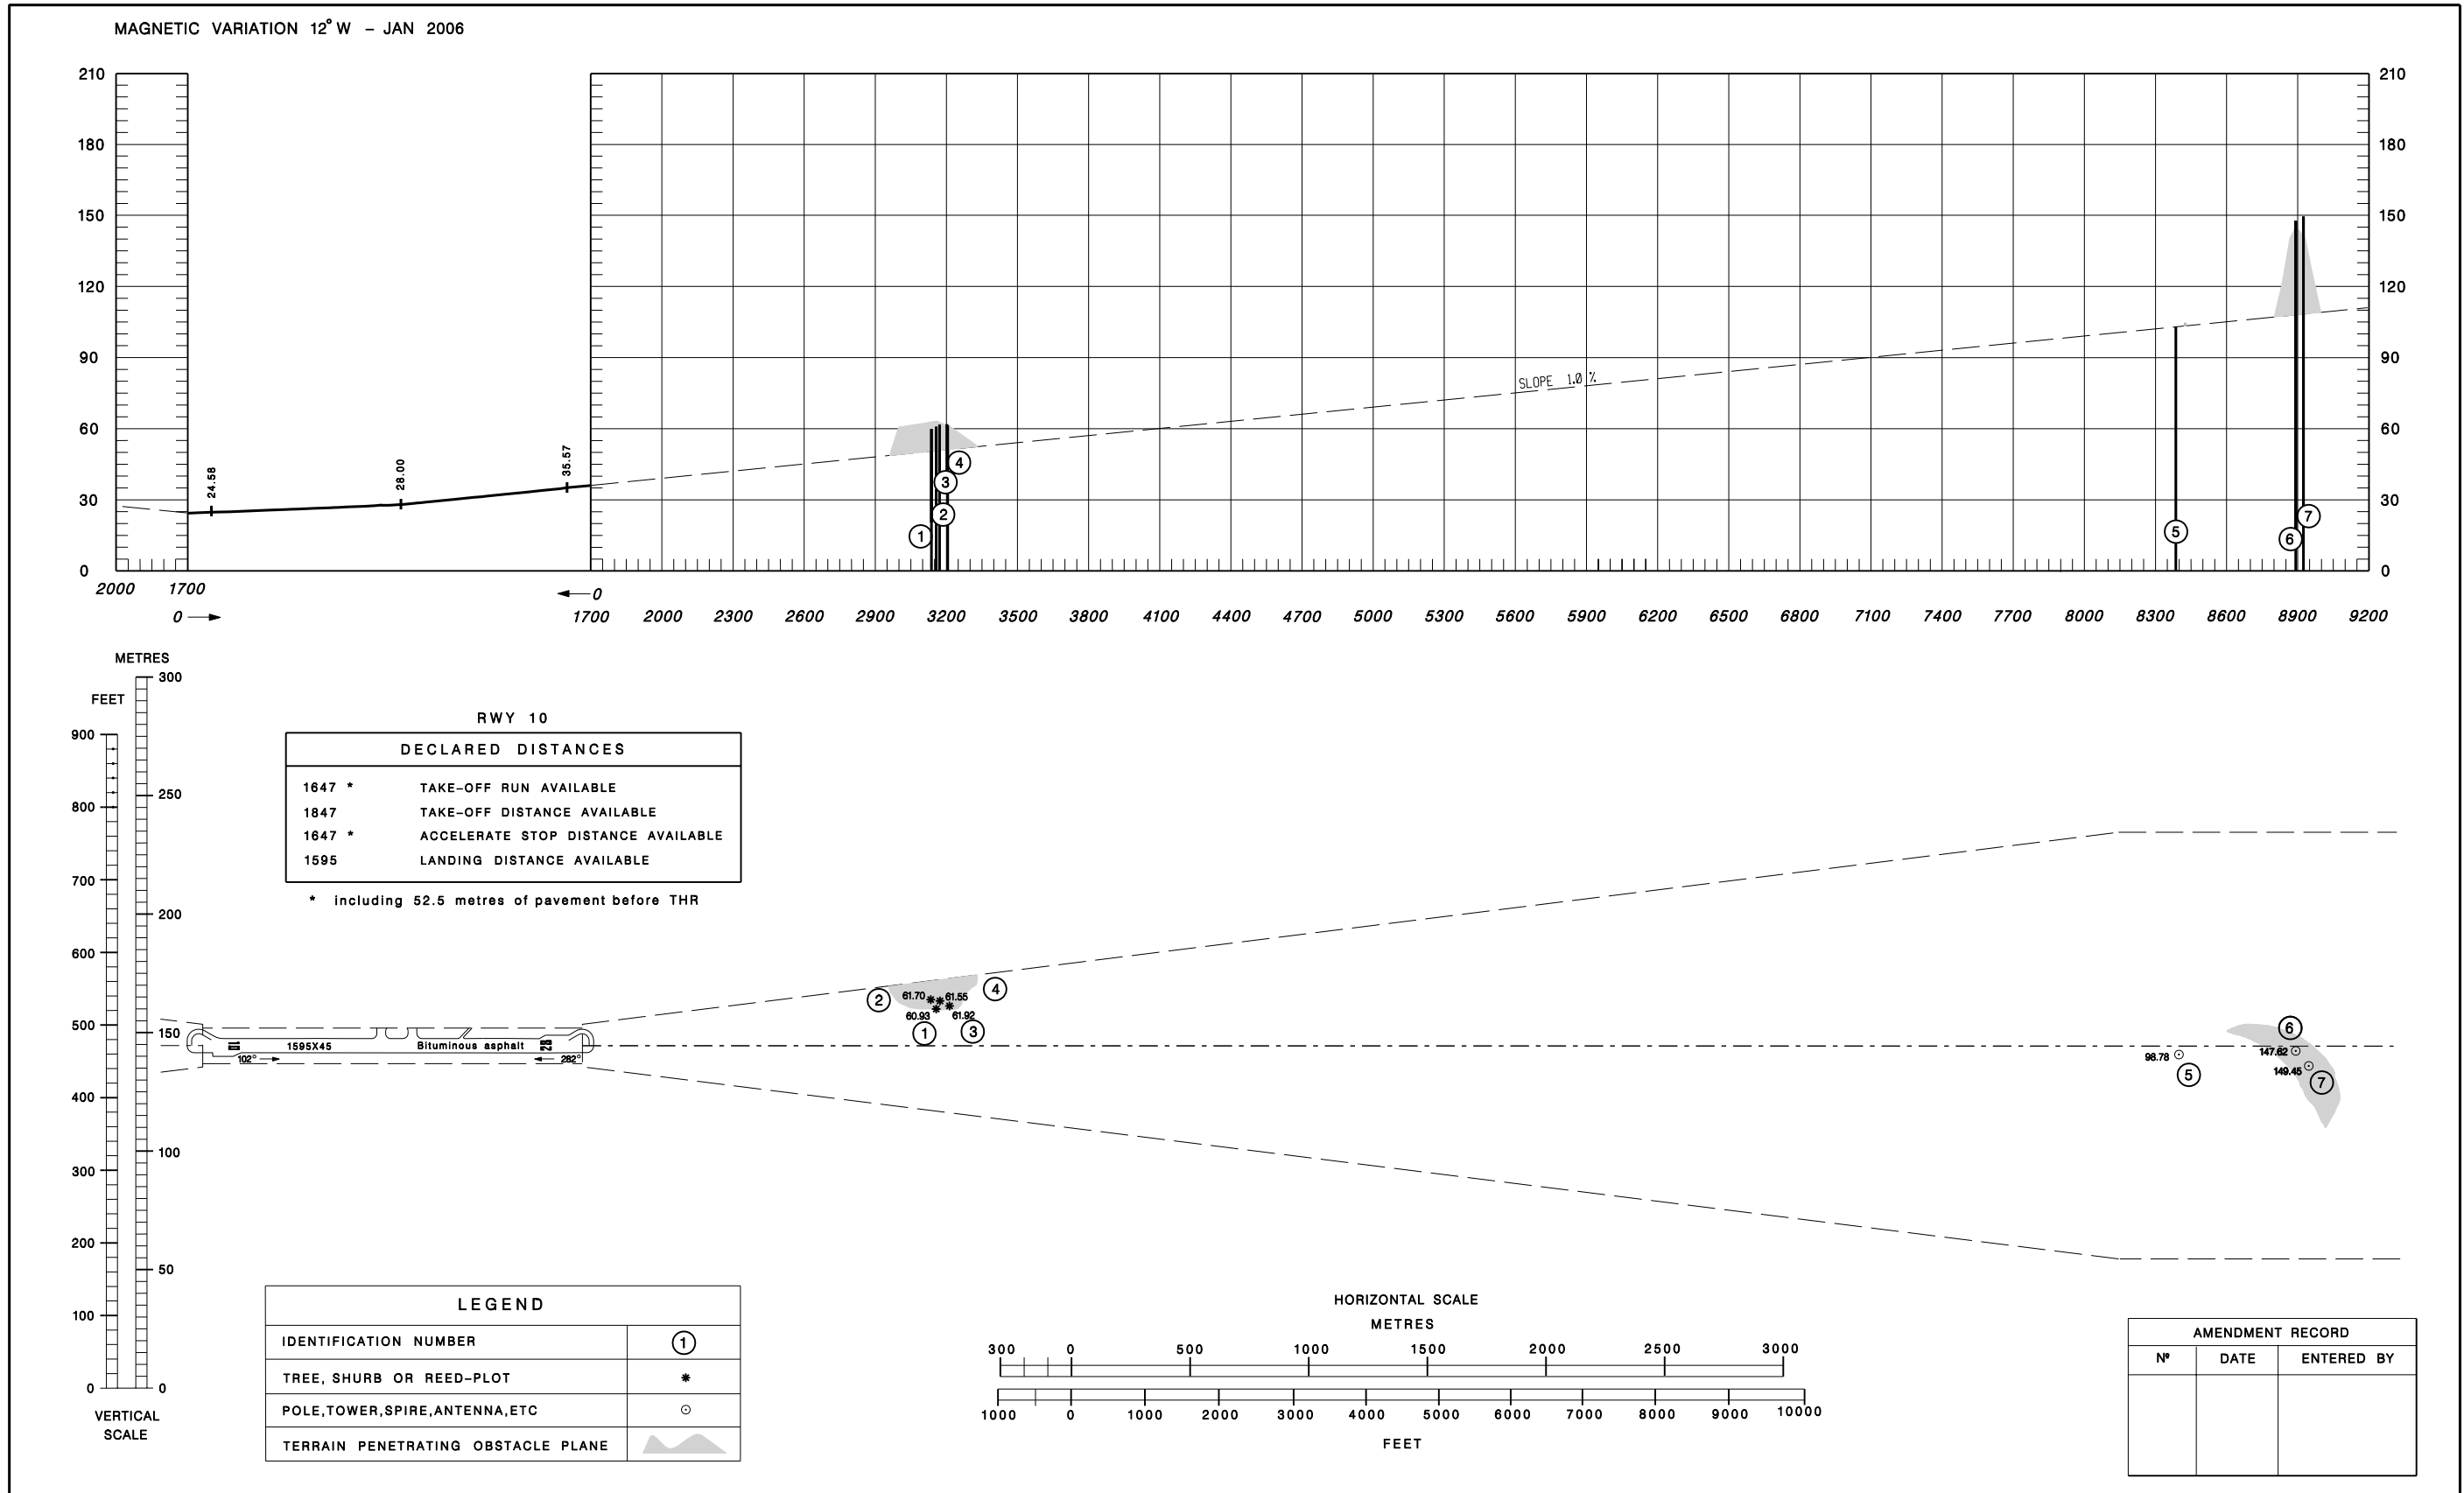 MAGNETIC VARIATION 12° W – JAN 2006
210 210
180 180
150 150
120 120
90 90
60 60
30 30
0 0
24.58
28.00
35.57
SLOPE 1.0 %
1
2
3
4
5
6
7
2000 1700
0
0
1700 2000 2300 2600 2900 3200 3500 3800 4100 4400 4700 5000 5300 5600 5900 6200 6500 6800 7100 7400 7700 8000 8300 8600 8900 9200
METRES
FEET
300
250
200
150
100
50
0
900
800
700
600
500
400
300
200
100
0
VERTICAL
SCALE
RWY 10
DECLARED DISTANCES
1647 * TAKE–OFF RUN AVAILABLE
1847 TAKE–OFF DISTANCE AVAILABLE
1647 * ACCELERATE STOP DISTANCE AVAILABLE
1595 LANDING DISTANCE AVAILABLE
* including 52.5 metres of pavement before THR
1595X45 Bituminous asphalt
102° 282°
2 61.70 61.55 4
60.93 61.92
1 3
6
98.78 147.62
5 149.45 7
LEGEND
IDENTIFICATION NUMBER 1
TREE, SHURB OR REED–PLOT *
POLE,TOWER,SPIRE,ANTENNA,ETC
TERRAIN PENETRATING OBSTACLE PLANE
HORIZONTAL SCALE
METRES
300 0 500 1000 1500 2000 2500 3000
1000 0 1000 2000 3000 4000 5000 6000 7000 8000 9000 10000
FEET
AMENDMENT RECORD
Nº DATE ENTERED BY